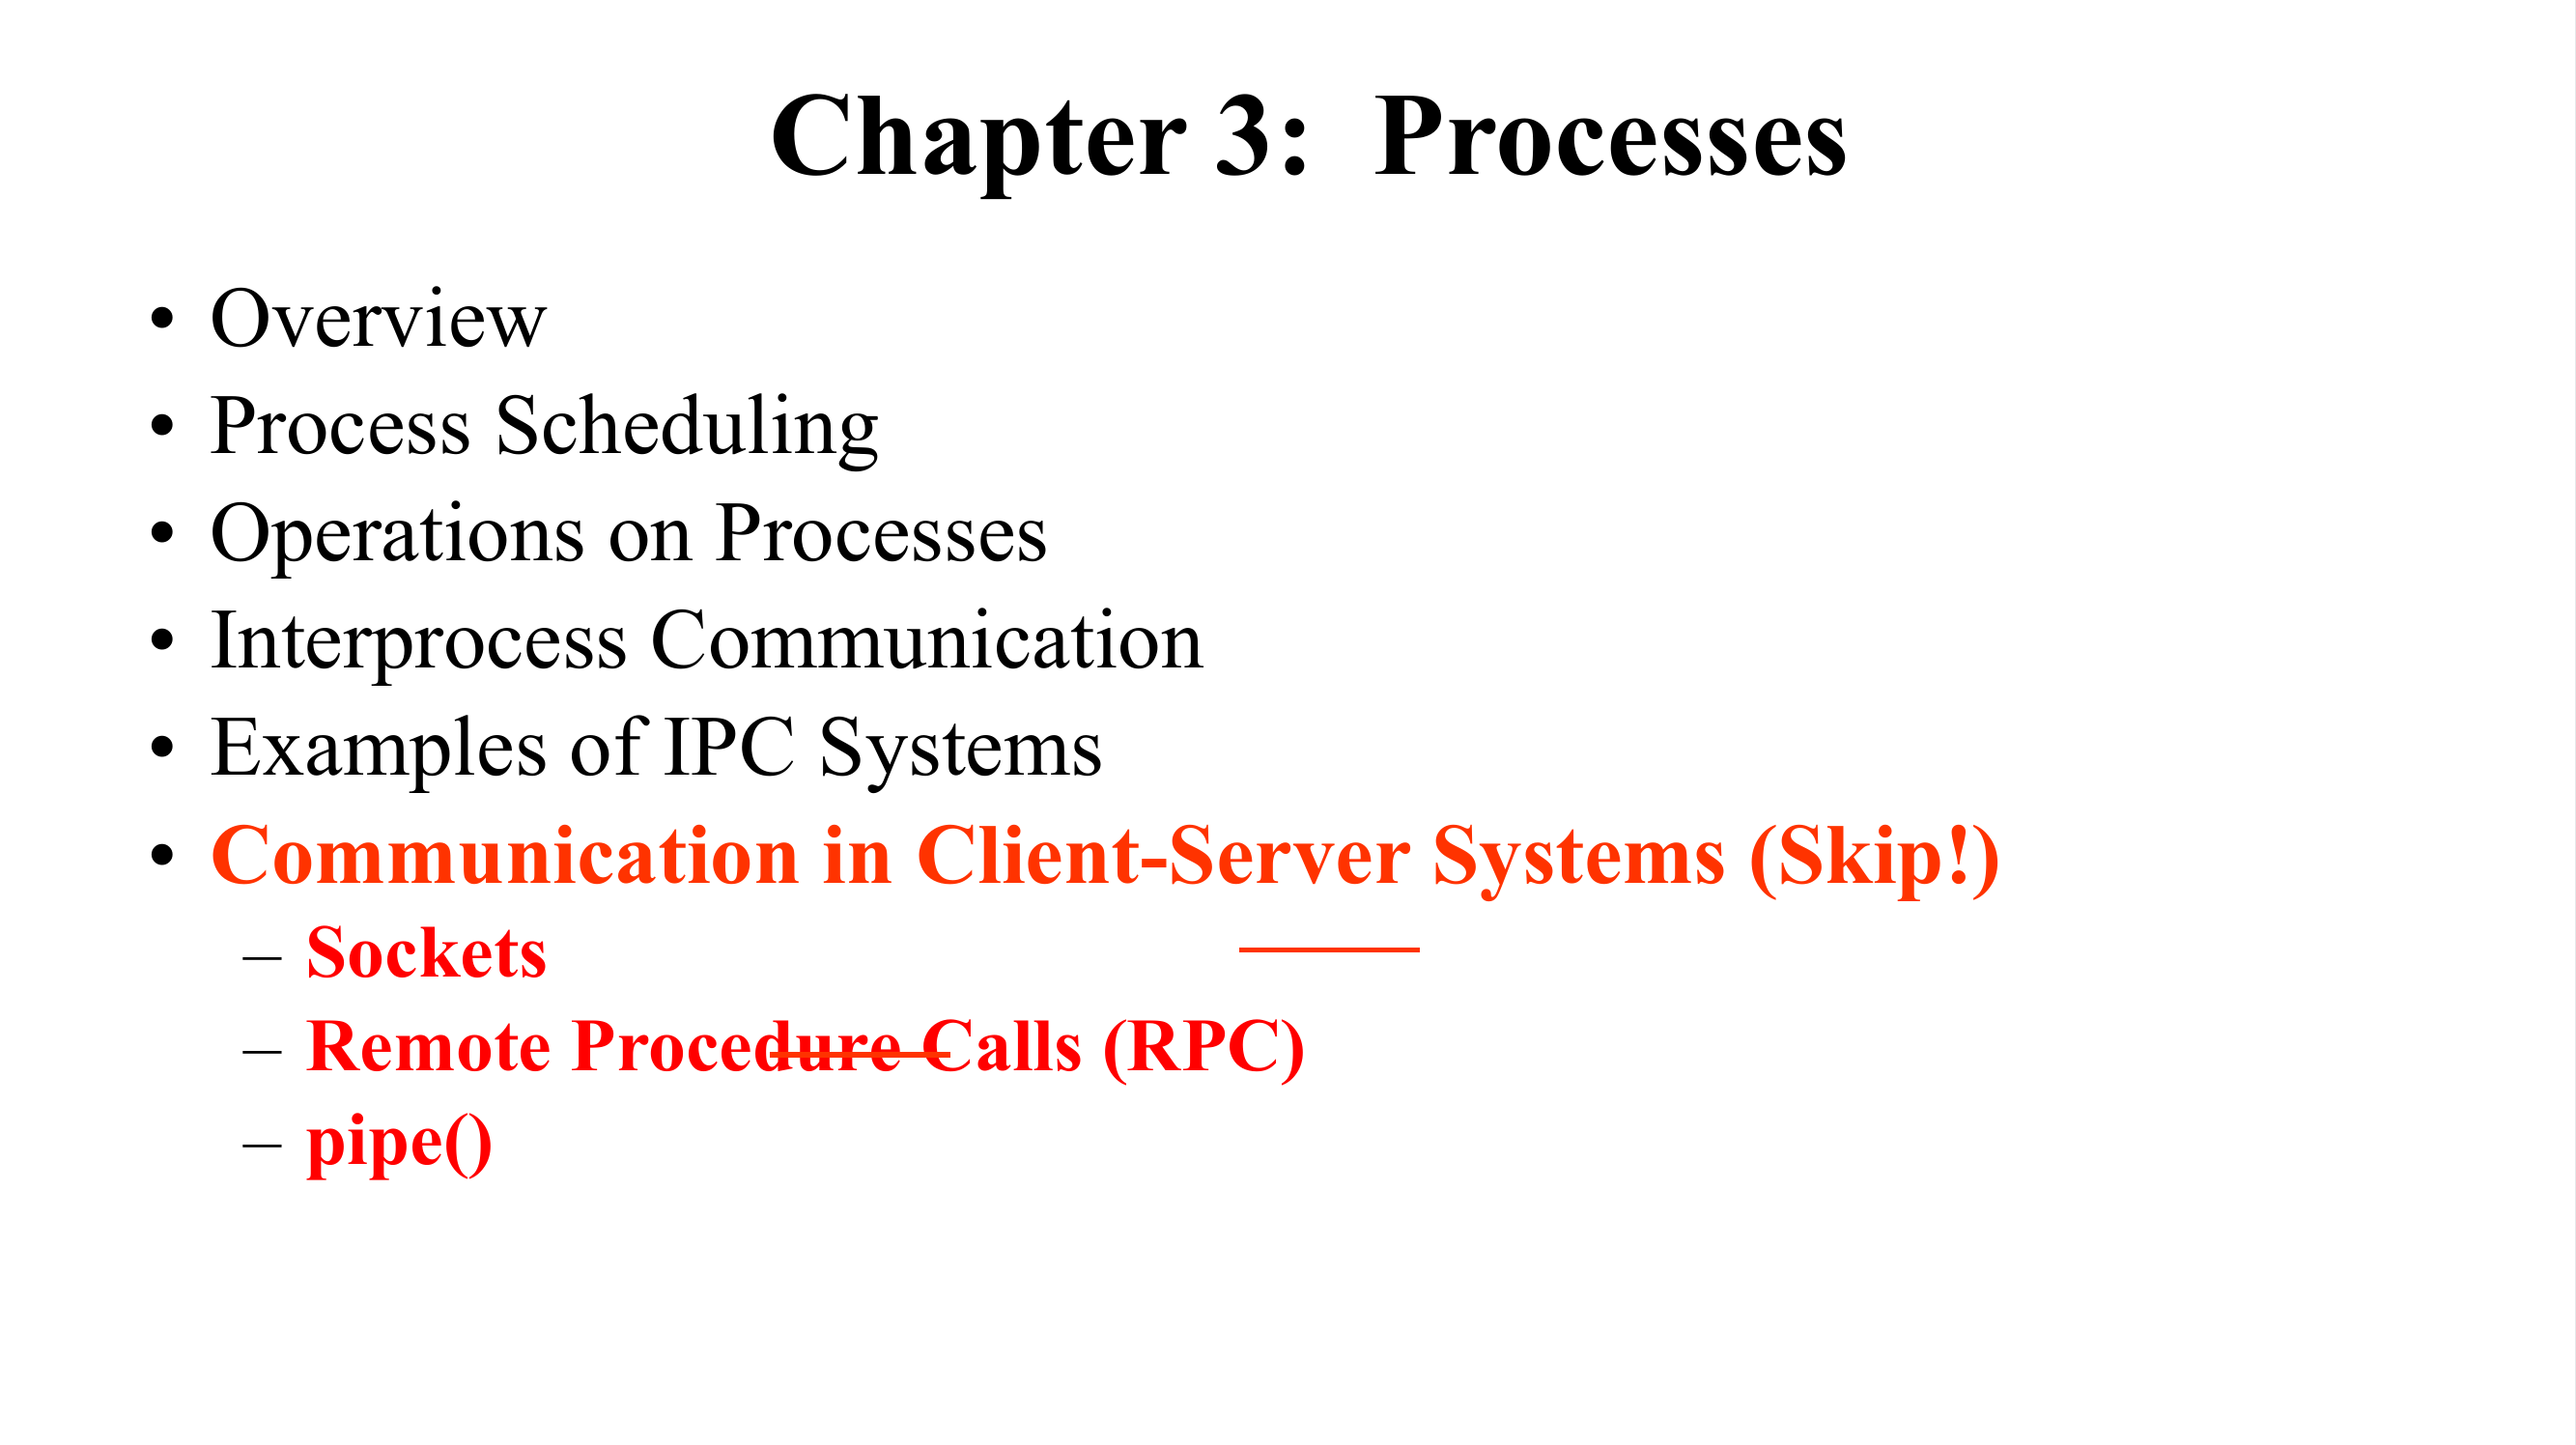 Chapter 3: Processes
• Overview
• Process Scheduling
• Operations on Processes
• Interprocess Communication
• Examples of IPC Systems
• Communication in Client-Server Systems (Skip!)
– Sockets
– Remote Procedure Calls (RPC)
– pipe()